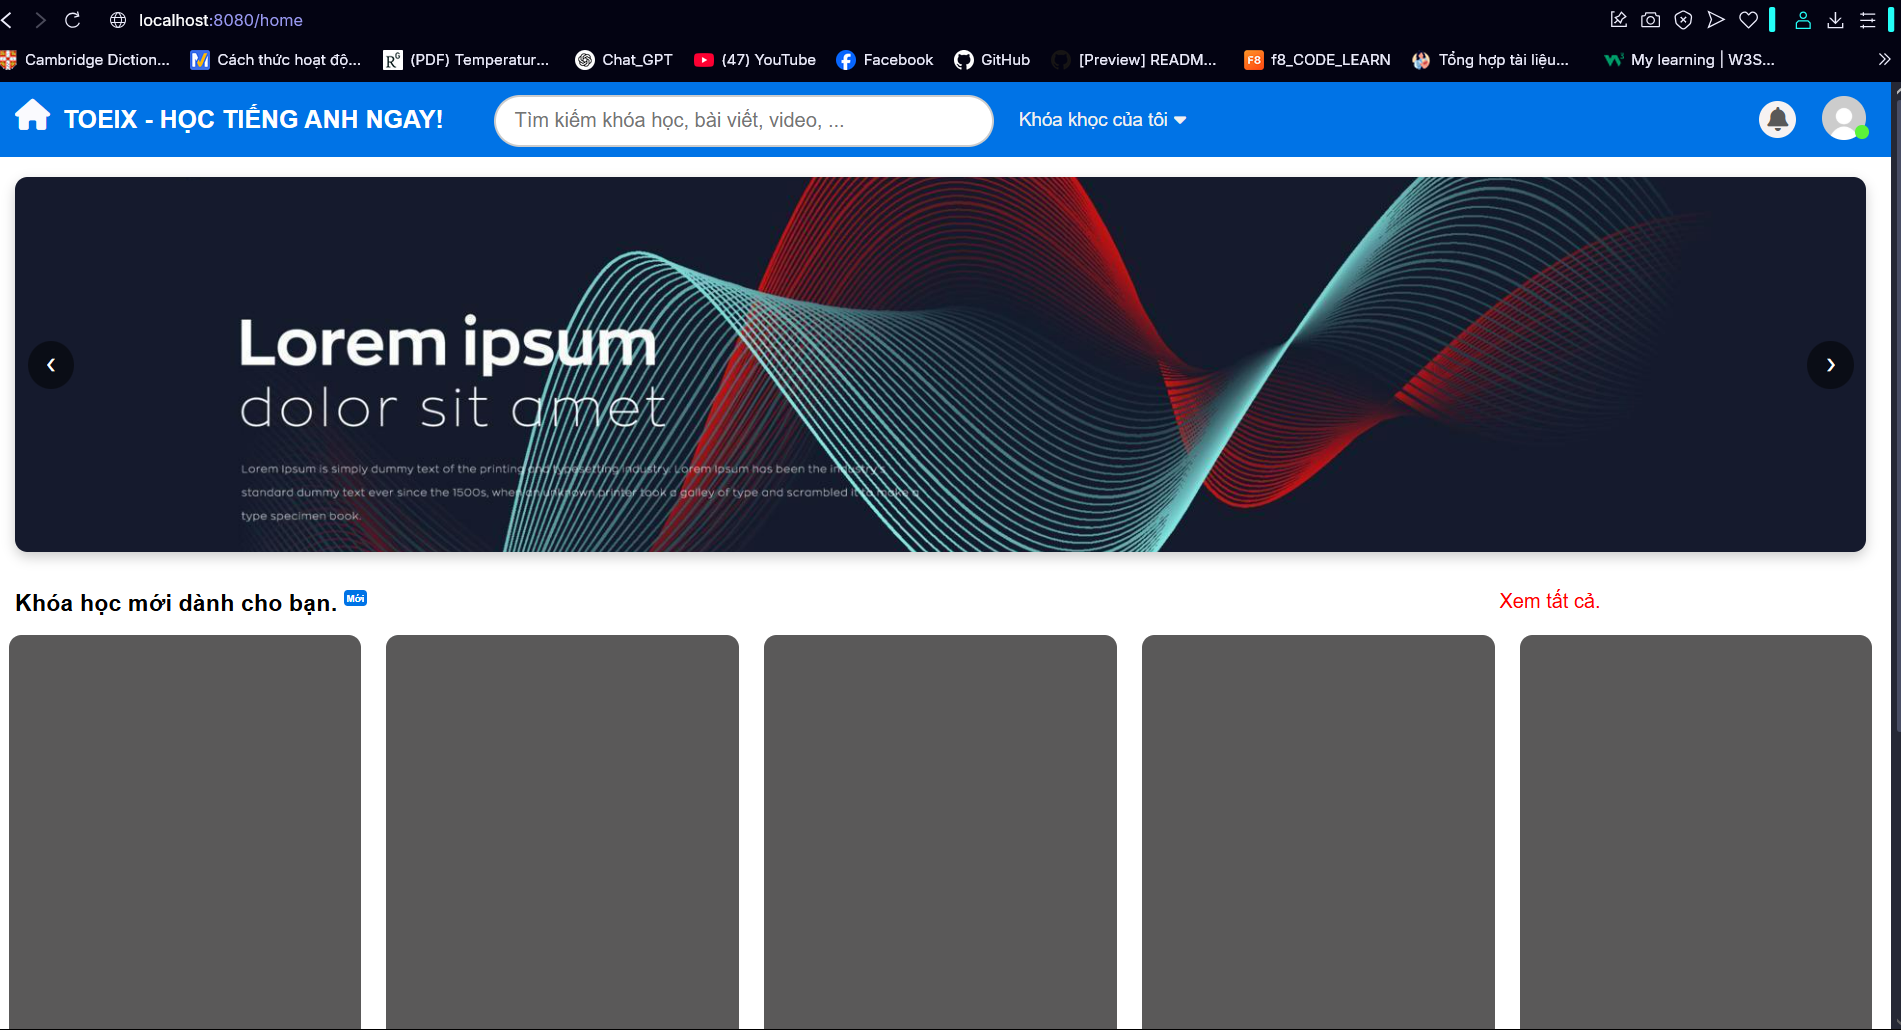 localhost:8080/home
Cambridge Diction... Cách thức hoạt độ... (PDF) Temperatur... Chat_GPT (47) YouTube Facebook GitHub [Preview] READM... F8 f8_CODE_LEARN Tổng hợp tài liệu... My learning | W3S...
TOEIX - HỌC TIẾNG ANH NGAY! Tìm kiếm khóa học, bài viết, video, ... Khóa khọc của tôi
Lorem ipsum
dolor sit amet
Lorem Ipsum is simply dummy text of the printing and typesetting industry. Lorem Ipsum has been the industry's
standard dummy text ever since the 1500s, when an unknown printer took a galley of type and scrambled it to make a
type specimen book.
Khóa học mới dành cho bạn. Mới Xem tất cả.